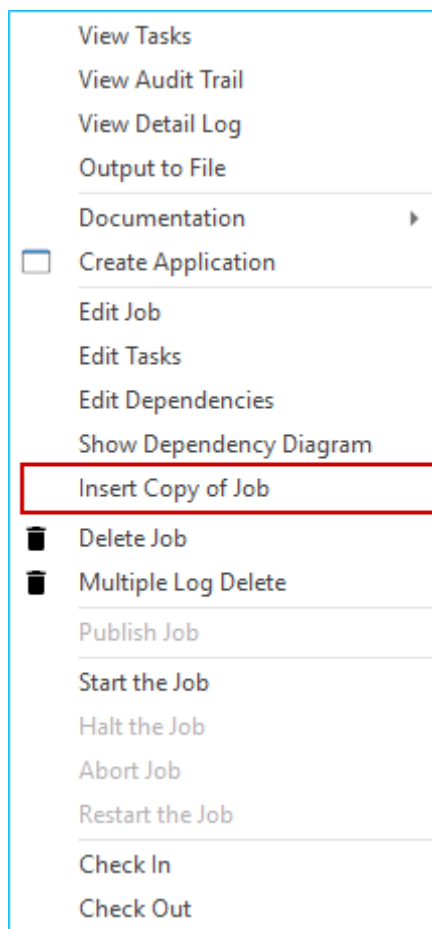 View Tasks
View Audit Trail
View Detail Log
Output to File
Documentation
Create Application
Edit Job
Edit Tasks
Edit Dependencies
Show Dependency Diagram
Insert Copy of Job
Delete Job
Multiple Log Delete
Publish Job
Start the Job
Halt the Job
Abort Job
Restart the Job
Check In
Check Out